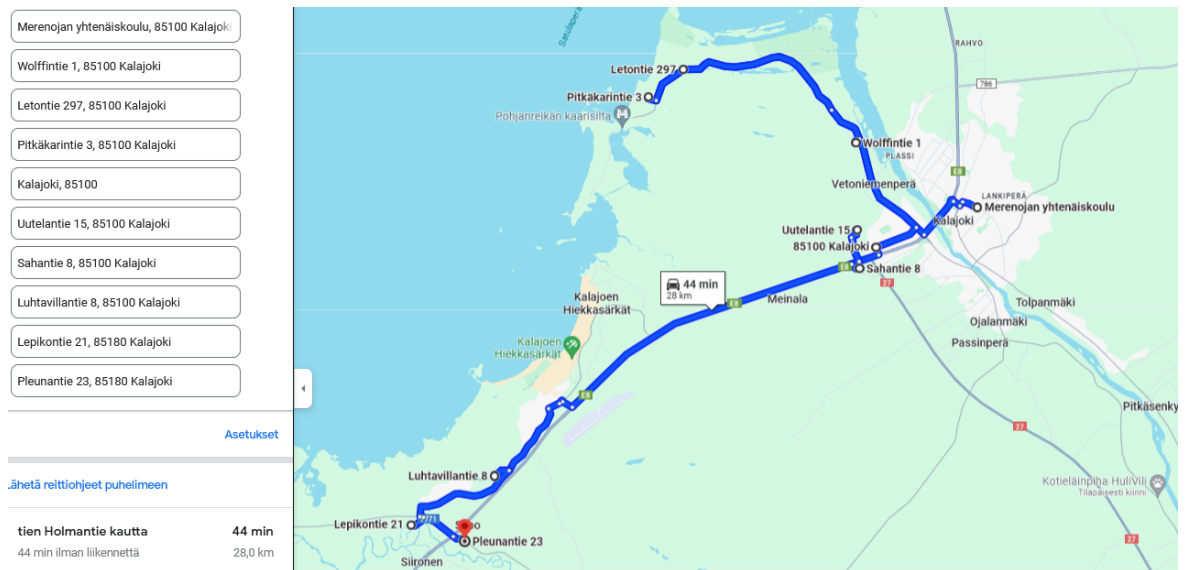 Merenojan yhtenäiskoulu, 85100 Kalajoki
Wolffintie 1, 85100 Kalajoki
Letontie 297, 85100 Kalajoki
Pitkäkarintie 3, 85100 Kalajoki
Kalajoki, 85100
Uutelantie 15, 85100 Kalajoki
Sahantie 8, 85100 Kalajoki
Luhtavillantie 8, 85100 Kalajoki
Lepikontie 21, 85180 Kalajoki
Pleunantie 23, 85180 Kalajoki
Asetukset
Lähetä reittiohjeet puhelimeen
tien Holmantie kautta 44 min
44 min ilman liikennettä 28,0 km
RAHVO
Letontie 297
786
Pitkäkarintie 3
Pohjanreikän kaarisilta
Wolffintie 1
PLASSI
E8
Vetoniemenperä
LANKIPERÄ
Merenojan yhtenäiskoulu
Kalajoki
Uutelantie 15
85100 Kalajoki
E8
Sahantie 8
27
44 min
28 km
Meinala
E8
Kalajoen
Hiekkasärkät
Tolpanmäki
Ojalanmäki
Passinperä
Kalajoen
Hiekkasärkät
E8
Pitkäsenky
27
Luhtavillantie 8
Kotieläinpiha HuliVili
Tilapäisesti kiinni
Lepikontie 21
Pleunantie 23
27
Siironen